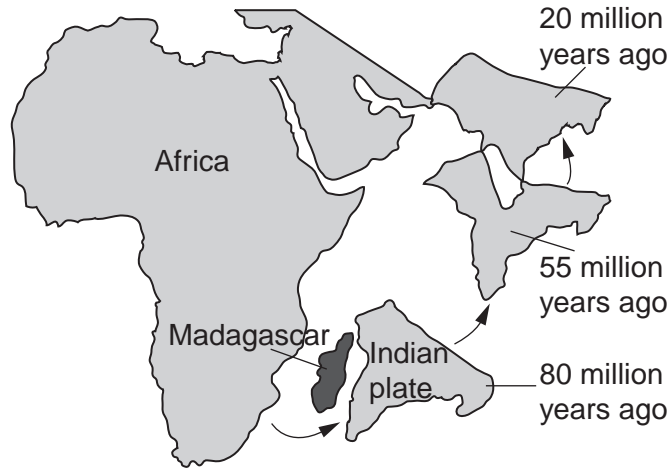 20 million
years ago
Africa
55 million
years ago
Madagascar
Indian
plate
80 million
years ago